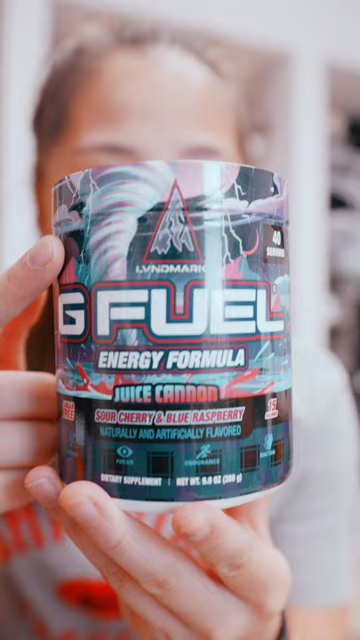 LVNDMARK
40
SERVINGS
G FUEL
ENERGY FORMULA
JUICE CANNON
SOUR CHERRY & BLUE RASPBERRY
NATURALLY AND ARTIFICIALLY FLAVORED
15
FOCUS
ENDURANCE
DIETARY SUPPLEMENT | NET WT. 9.8 OZ (280 g)